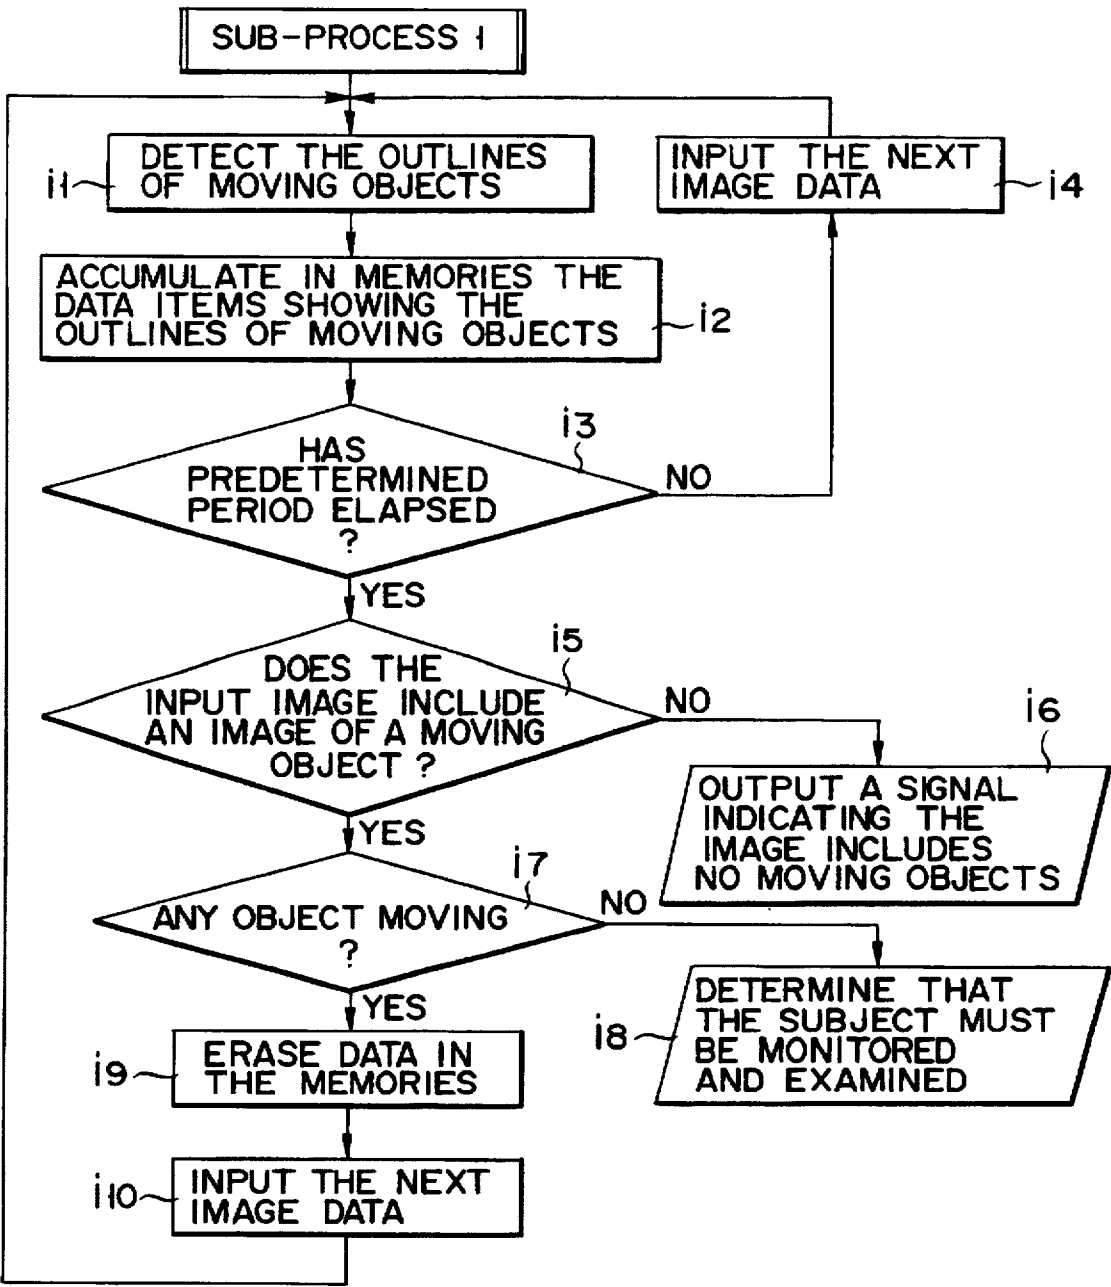 SUB-PROCESS 1
DETECT THE OUTLINES
OF MOVING OBJECTS
i1
INPUT THE NEXT
IMAGE DATA
i4
ACCUMULATE IN MEMORIES THE
DATA ITEMS SHOWING THE
OUTLINES OF MOVING OBJECTS
i2
i3
HAS
PREDETERMINED
PERIOD ELAPSED
?
NO
YES
i5
DOES THE
INPUT IMAGE INCLUDE
AN IMAGE OF A MOVING
OBJECT ?
NO
i6
OUTPUT A SIGNAL
INDICATING THE
IMAGE INCLUDES
NO MOVING OBJECTS
YES
i7
ANY OBJECT MOVING
?
NO
i8
DETERMINE THAT
THE SUBJECT MUST
BE MONITORED
AND EXAMINED
YES
i9
ERASE DATA IN
THE MEMORIES
i10
INPUT THE NEXT
IMAGE DATA